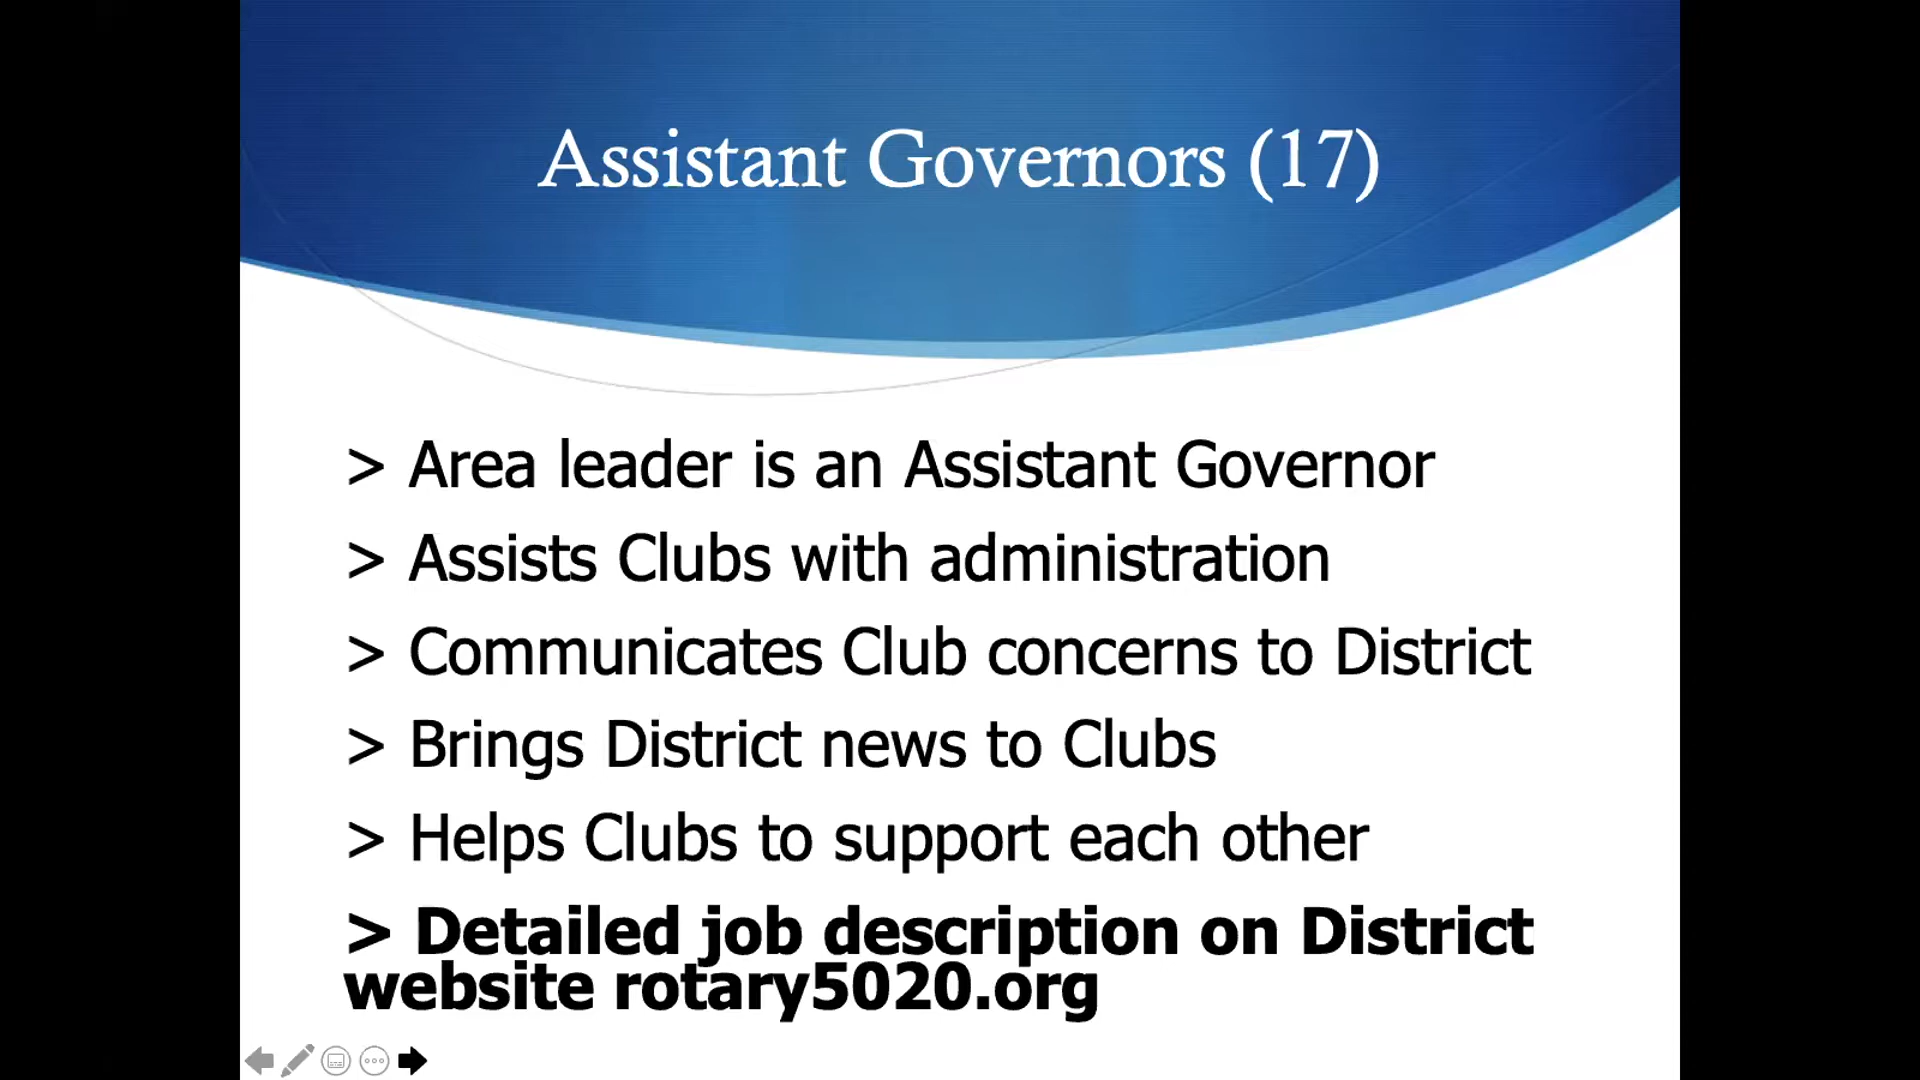 Assistant Governors (17)
> Area leader is an Assistant Governor
> Assists Clubs with administration
> Communicates Club concerns to District
> Brings District news to Clubs
> Helps Clubs to support each other
> Detailed job description on District
website rotary5020.org